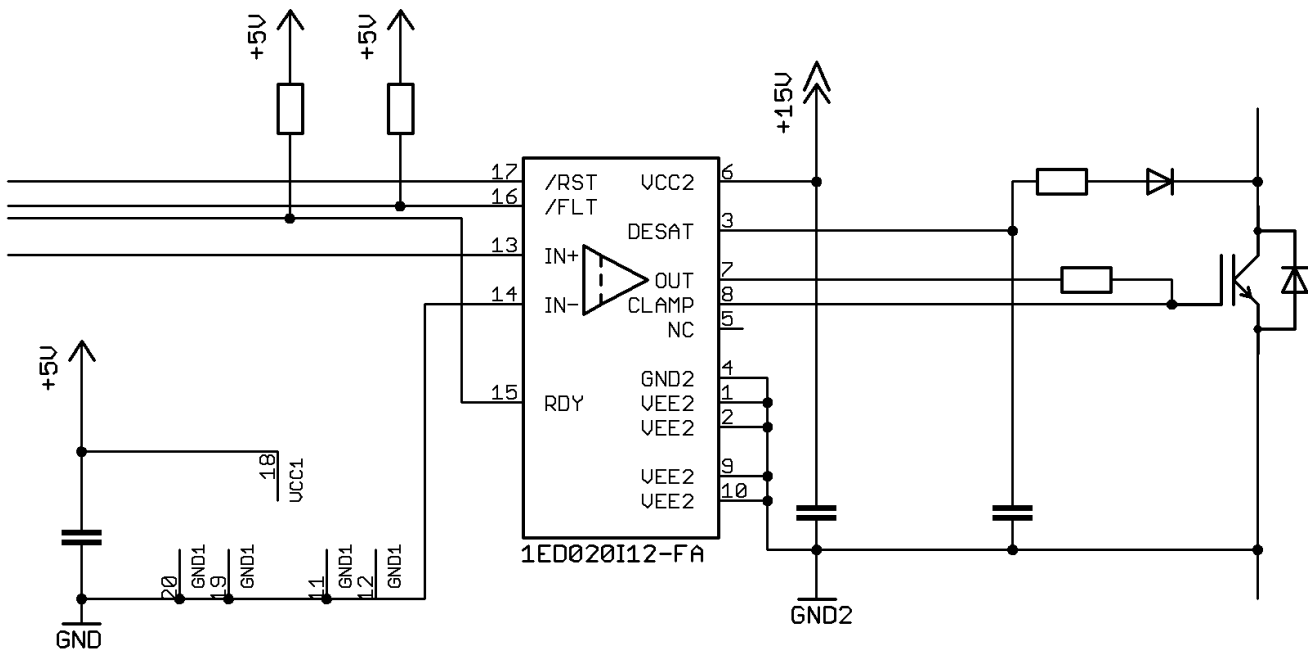 +5V
+5V
+15V
17
/RST
VCC2
6
16
/FLT
DESAT
3
13
IN+
OUT
7
14
IN-
CLAMP
8
NC
5
+5V
GND2
4
15
RDY
VEE2
1
VEE2
2
18
VCC1
VEE2
9
VEE2
10
1ED020I12-FA
20
GND1
19
GND1
11
GND1
12
GND1
GND
GND2